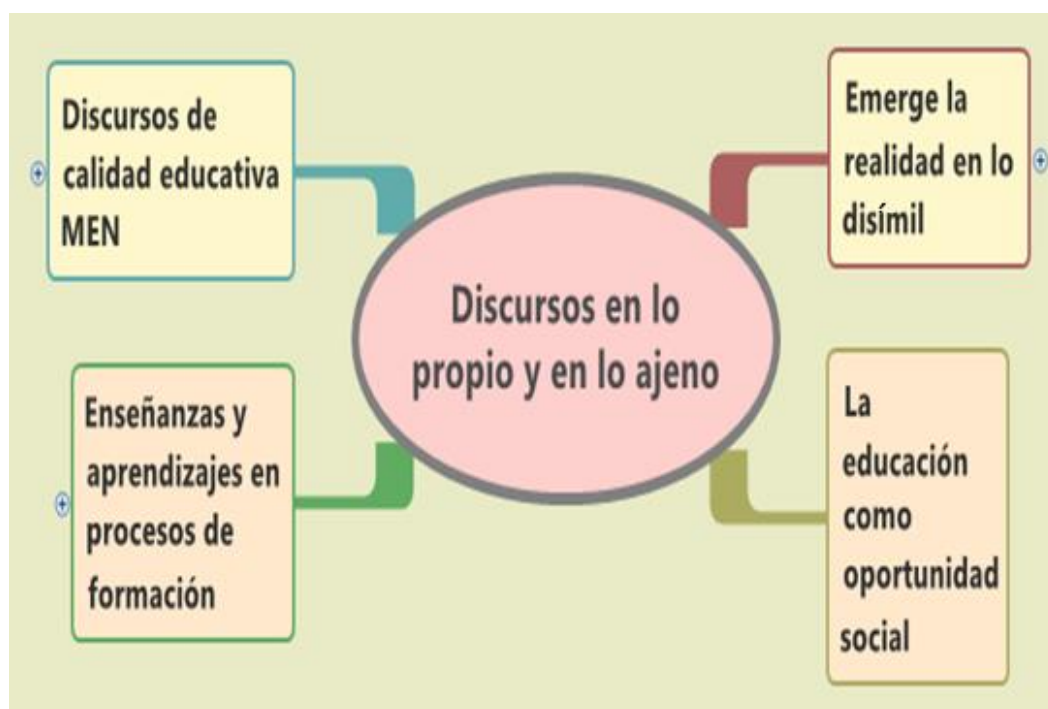 Discursos de
calidad educativa
MEN
Emerge la
realidad en lo
disímil
Discursos en lo
propio y en lo ajeno
Enseñanzas y
aprendizajes en
procesos de
formación
La
educación
como
oportunidad
social